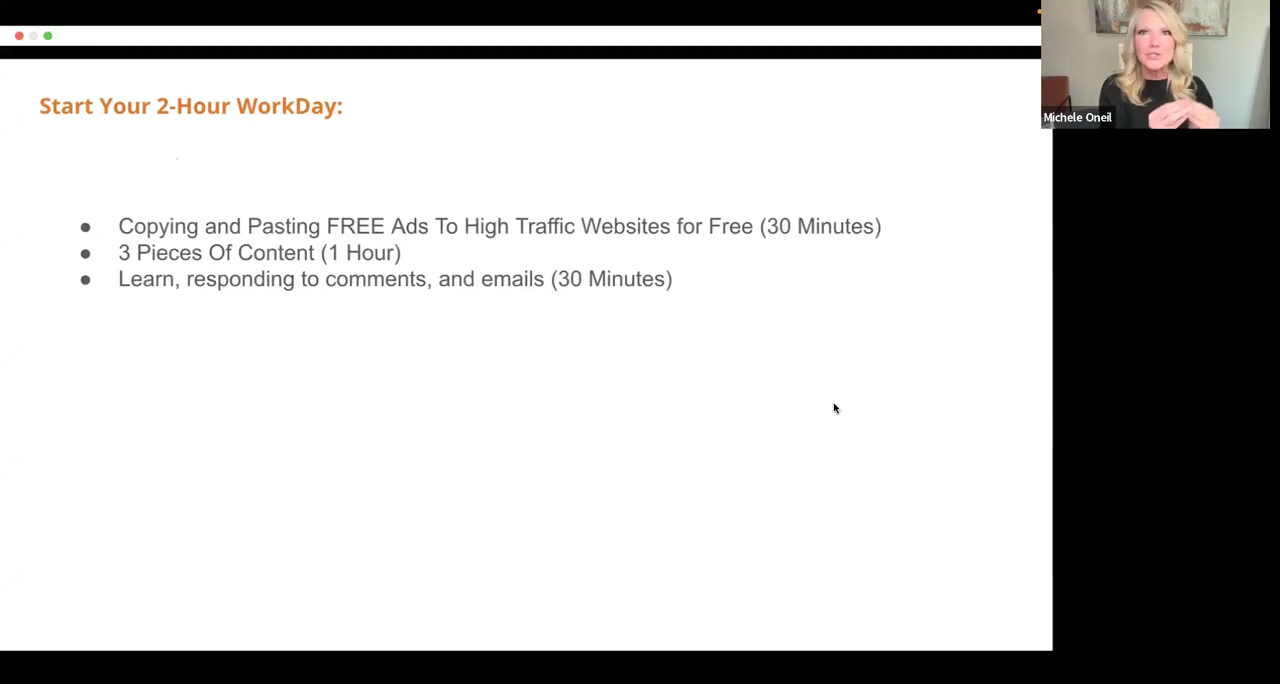 Start Your 2-Hour WorkDay:
● Copying and Pasting FREE Ads To High Traffic Websites for Free (30 Minutes)
● 3 Pieces Of Content (1 Hour)
● Learn, responding to comments, and emails (30 Minutes)
Michele Oneil